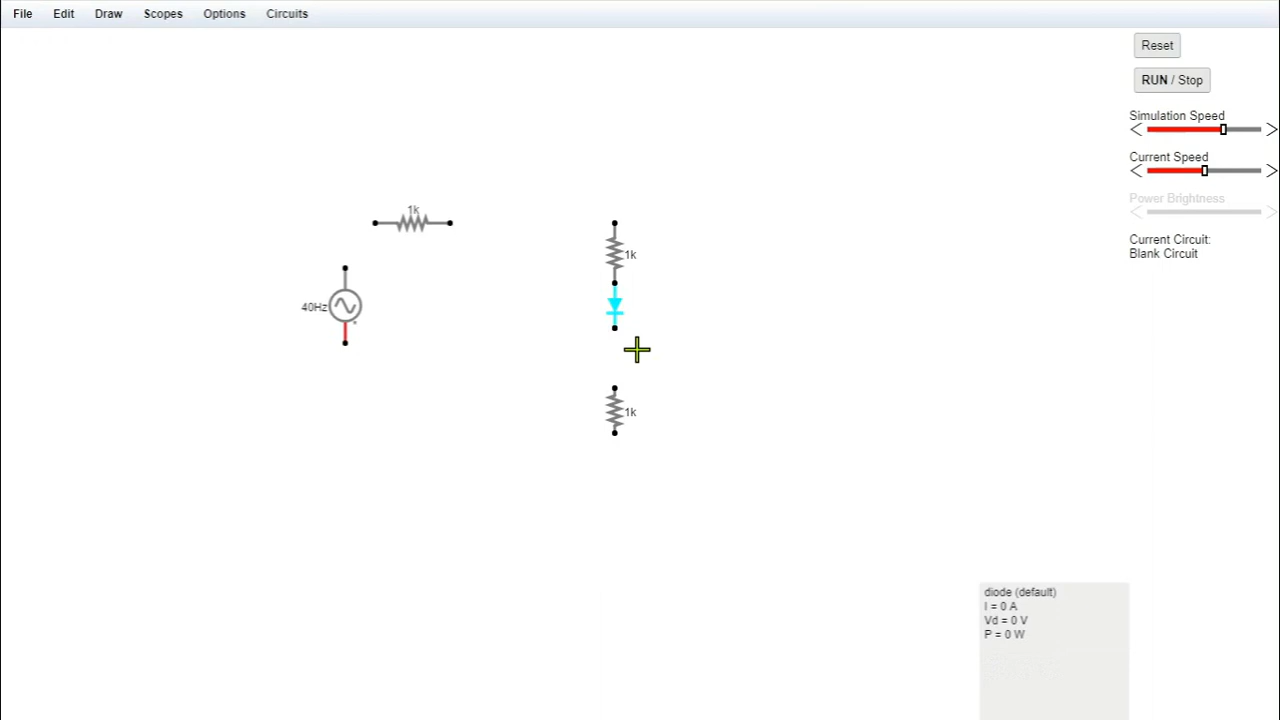 File Edit Draw Scopes Options Circuits
Reset
RUN / Stop
Simulation Speed
Current Speed
Power Brightness
Current Circuit:
Blank Circuit
1k
1k
40Hz
1k
diode (default)
I = 0 A
Vd = 0 V
P = 0 W